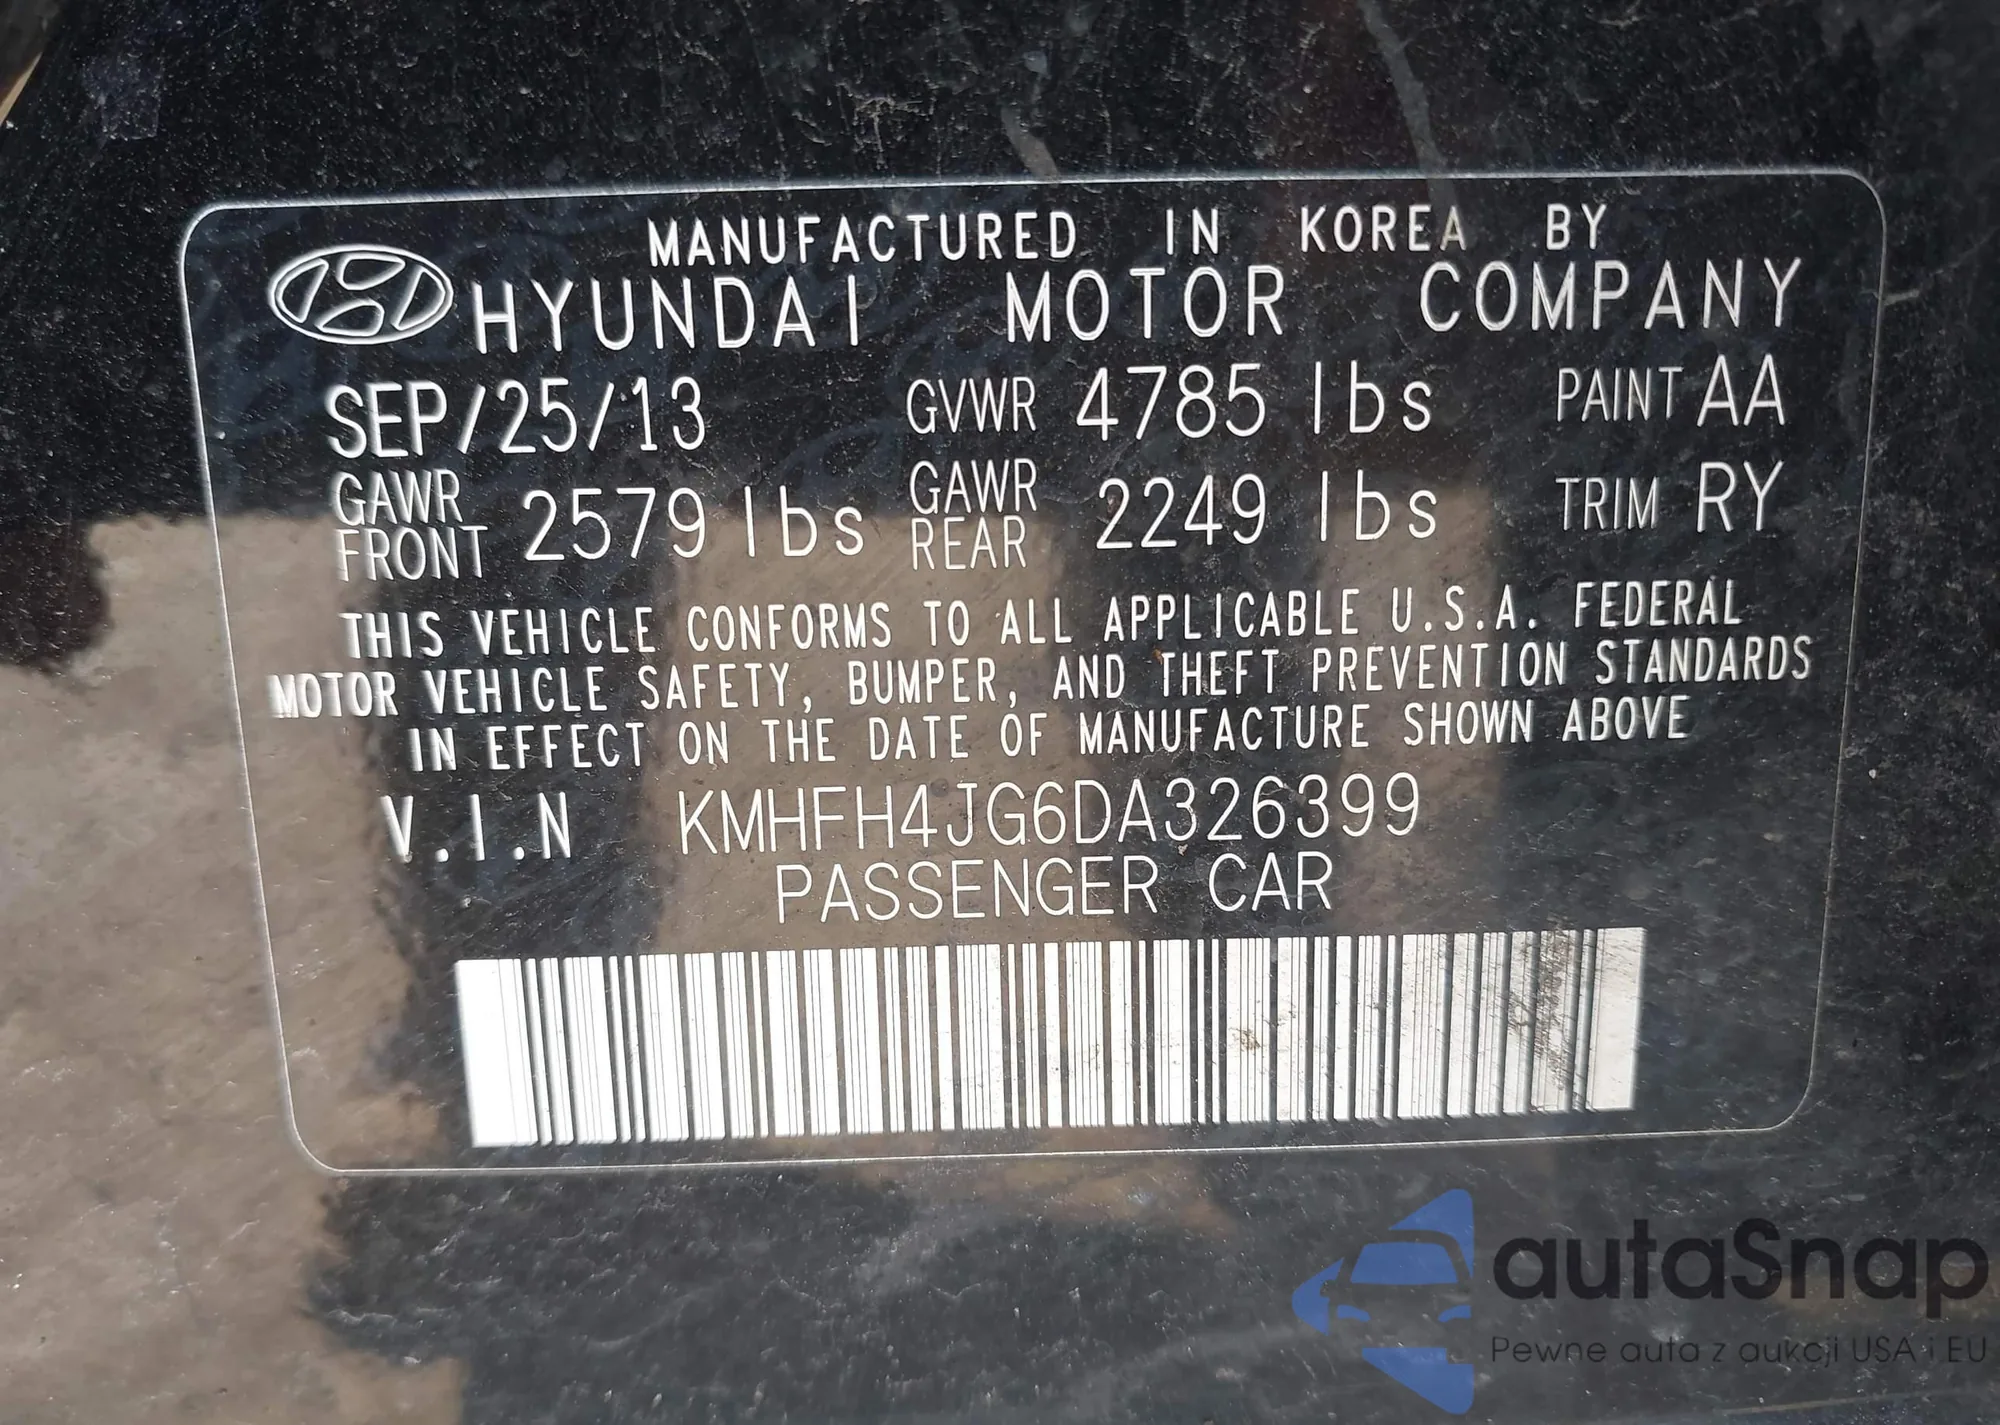 MANUFACTURED IN KOREA BY
HYUNDAI MOTOR COMPANY
SEP/25/13 GVWR 4785 lbs PAINT AA
GAWR FRONT 2579 lbs GAWR REAR 2249 lbs TRIM RY
THIS VEHICLE CONFORMS TO ALL APPLICABLE U.S.A. FEDERAL
MOTOR VEHICLE SAFETY, BUMPER, AND THEFT PREVENTION STANDARDS
IN EFFECT ON THE DATE OF MANUFACTURE SHOWN ABOVE
V.I.N KMHFH4JG6DA326399
PASSENGER CAR
autaSnap
Pewne auta z aukcji USA i EU